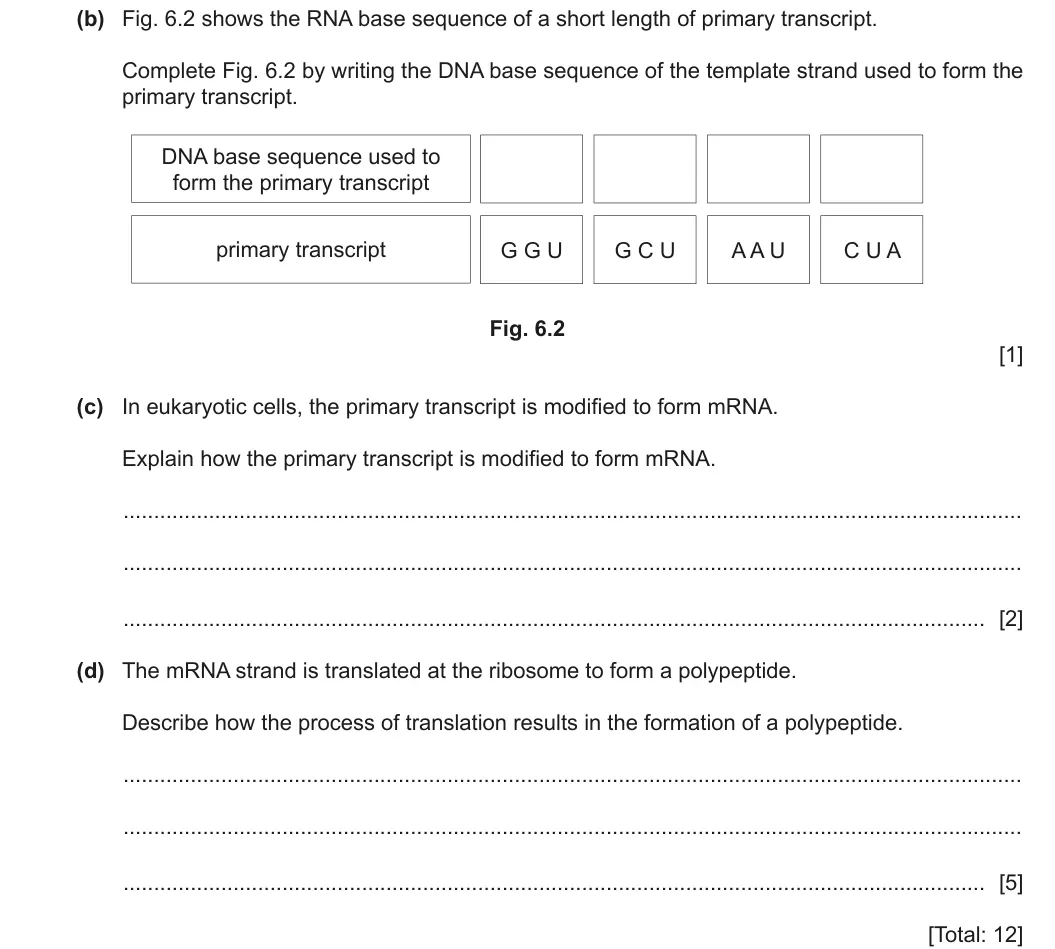 (b) Fig. 6.2 shows the RNA base sequence of a short length of primary transcript.
Complete Fig. 6.2 by writing the DNA base sequence of the template strand used to form the
primary transcript.
DNA base sequence used to
form the primary transcript
primary transcript G G U G C U A A U C U A
Fig. 6.2
[1]
(c) In eukaryotic cells, the primary transcript is modified to form mRNA.
Explain how the primary transcript is modified to form mRNA.
[2]
(d) The mRNA strand is translated at the ribosome to form a polypeptide.
Describe how the process of translation results in the formation of a polypeptide.
[5]
[Total: 12]